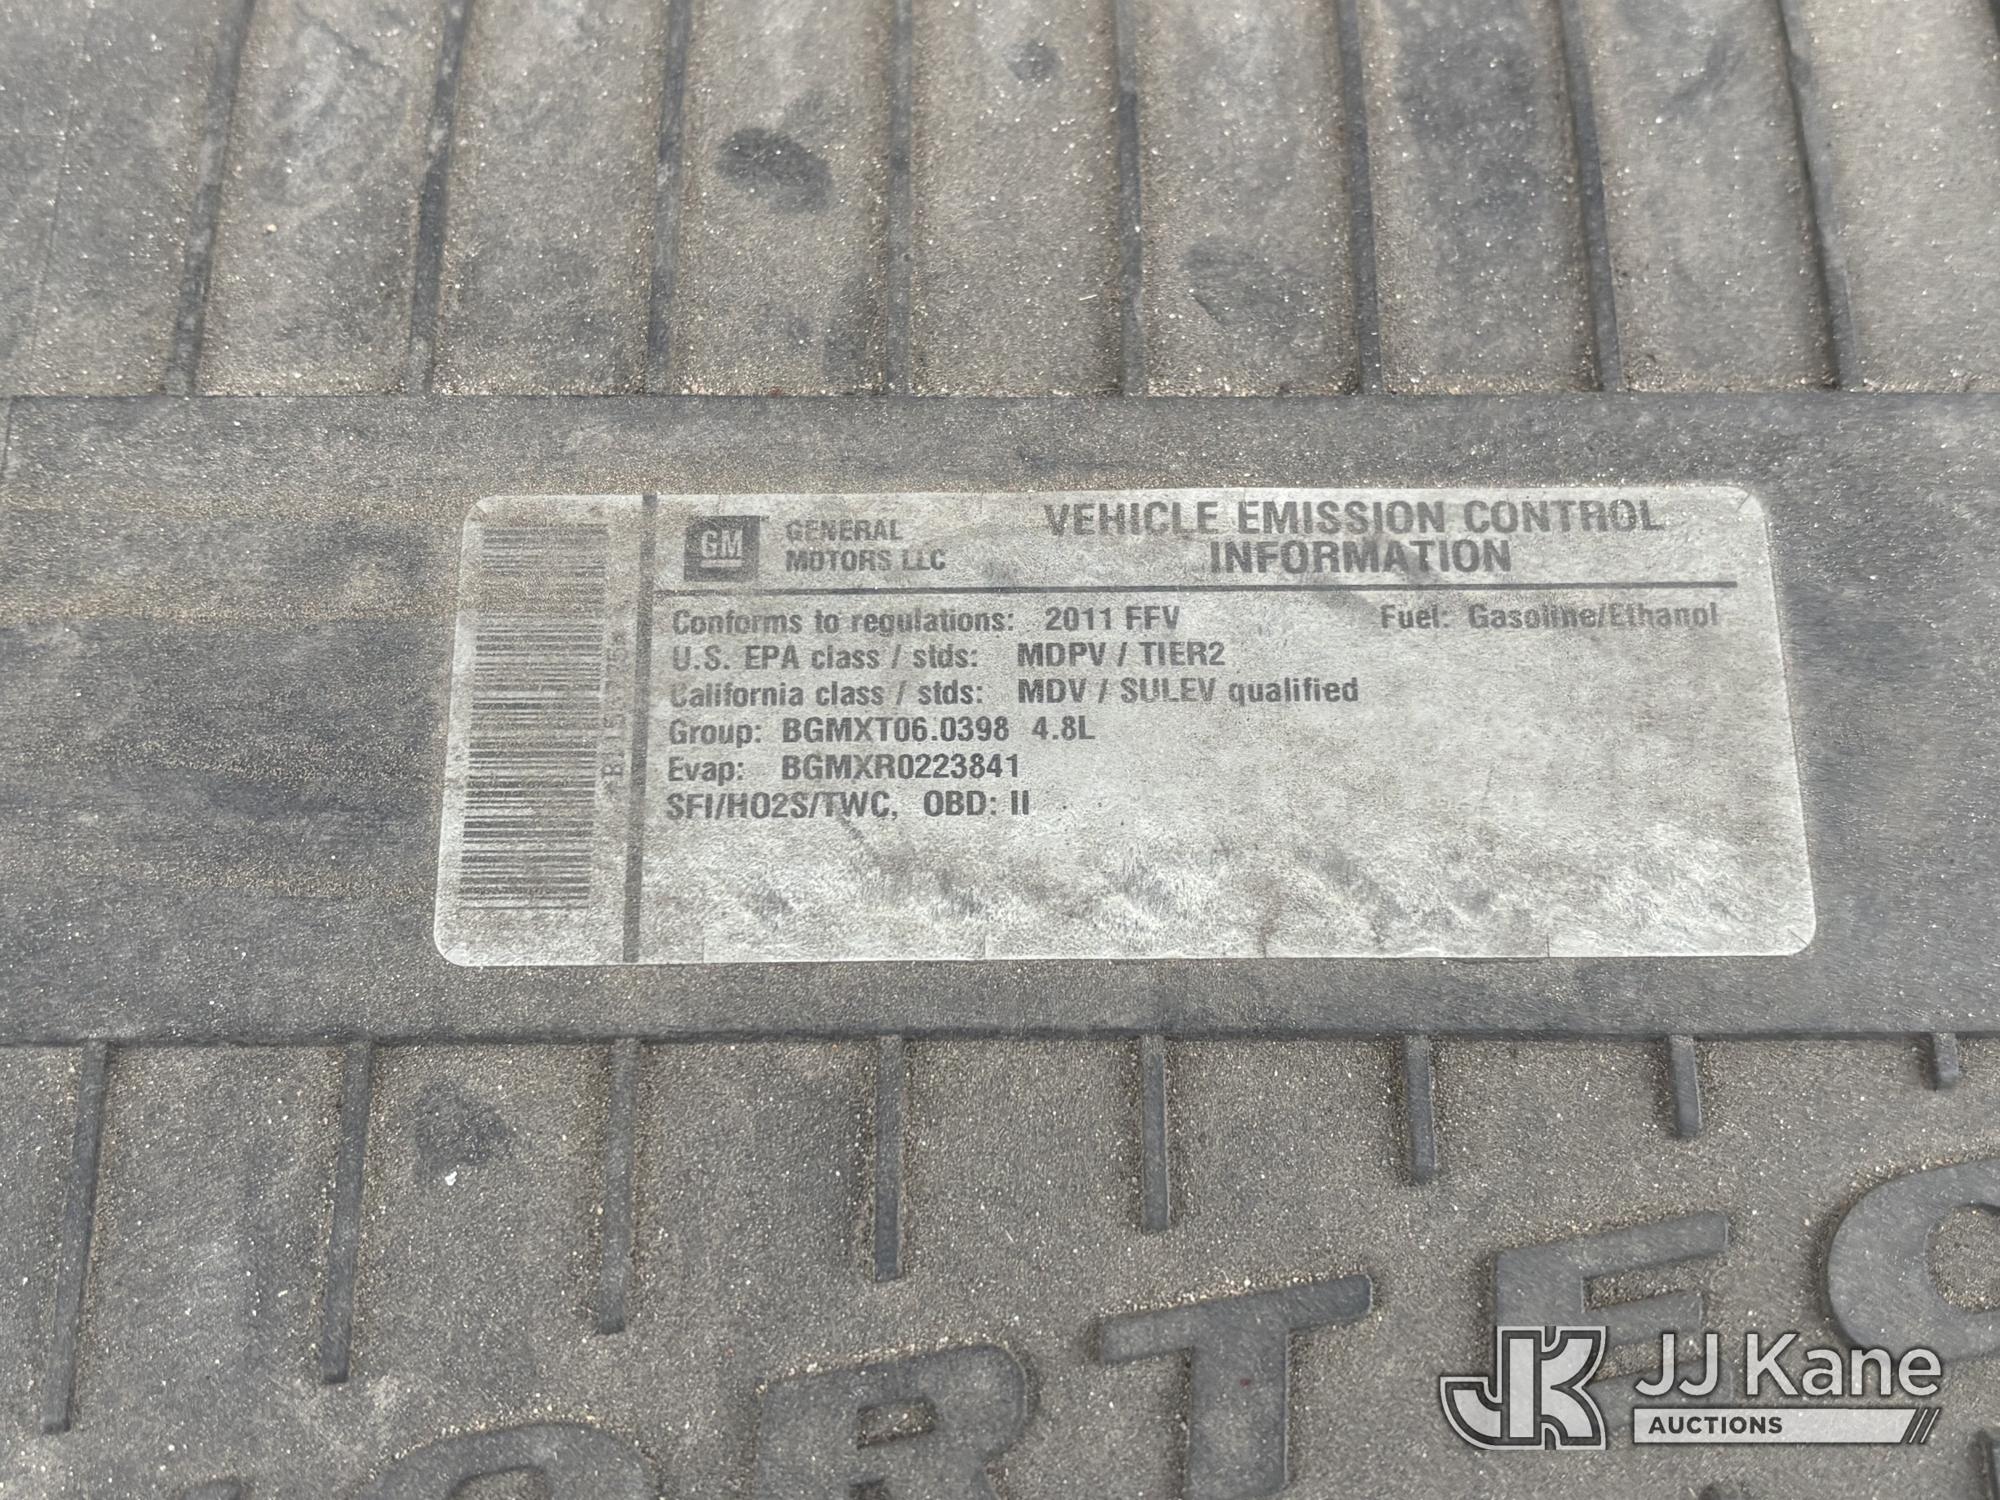 GM GENERAL MOTORS LLC
VEHICLE EMISSION CONTROL INFORMATION
Conforms to regulations: 2011 FFV Fuel: Gasoline/Ethanol
U.S. EPA class / stds: MDPV / TIER2
California class / stds: MDV / SULEV qualified
Group: BGMXT06.0398 4.8L
Evap: BGMXR0223841
SFI/HO2S/TWC, OBD: II
JK JJ Kane
AUCTIONS